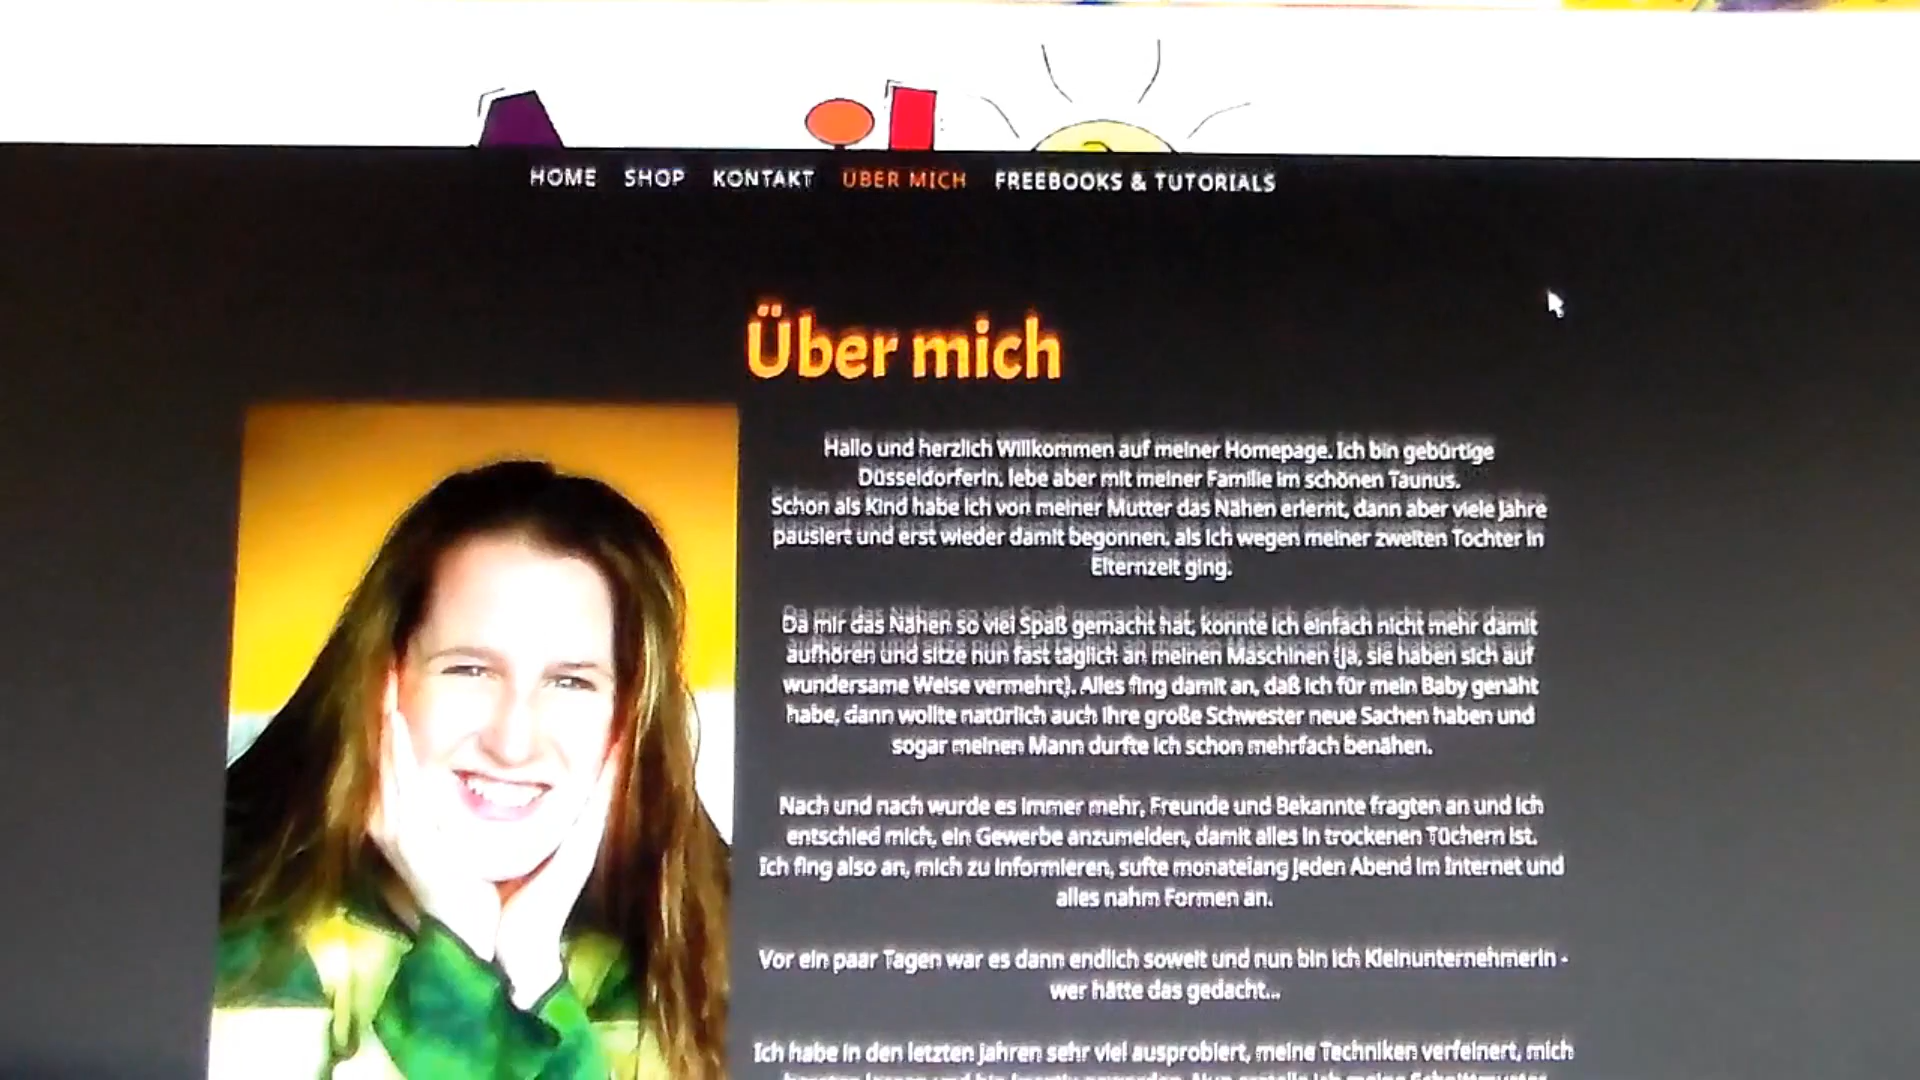 HOME SHOP KONTAKT ÜBER MICH FREEBOOKS & TUTORIALS
Über mich
Hallo und herzlich Willkommen auf meiner Homepage. Ich bin gebürtige
Düsseldorferin, lebe aber mit meiner Familie im schönen Taunus.
Schon als Kind habe ich von meiner Mutter das Nähen erlernt, dann aber viele Jahre
pausiert und erst wieder damit begonnen, als ich wegen meiner zweiten Tochter in
Elternzeit ging.
Da mir das Nähen so viel Spaß gemacht hat, konnte ich einfach nicht mehr damit
aufhören und sitze nun fast täglich an meinen Maschinen (ja, sie haben sich auf
wundersame Weise vermehrt). Alles fing damit an, daß ich für mein Baby genäht
habe, dann wollte natürlich auch ihre große Schwester neue Sachen haben und
sogar meinen Mann durfte ich schon mehrfach benähen.
Nach und nach wurde es immer mehr, Freunde und Bekannte fragten an und ich
entschied mich, ein Gewerbe anzumelden, damit alles in trockenen Tüchern ist.
Ich fing also an, mich zu informieren, sufte monatelang jeden Abend im Internet und
alles nahm Formen an.
Vor ein paar Tagen war es dann endlich soweit und nun bin ich Kleinunternehmerin -
wer hätte das gedacht...
Ich habe in den letzten Jahren sehr viel ausprobiert, meine Techniken verfeinert, mich